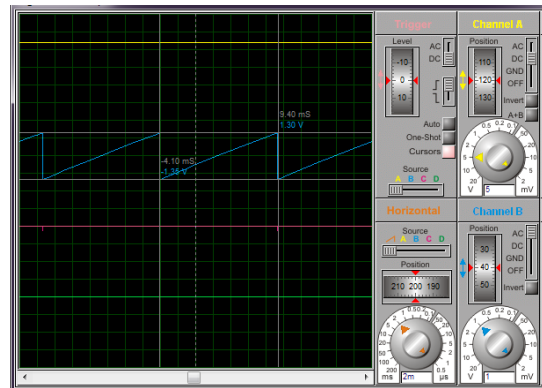 Trigger
Level
AC
DC
-10
0
10
Auto
One-Shot
Cursors
Source
A B C D
Channel A
Position
AC
DC
GND
OFF
-110
-120
-130
Invert
A+B
V
5
mV
9.40 mS
1.30 V
-4.10 mS
-1.35 V
Horizontal
Source
A B C D
Position
210 200 190
ms
2m
µs
Channel B
Position
AC
DC
GND
OFF
30
40
50
Invert
V
1
mV